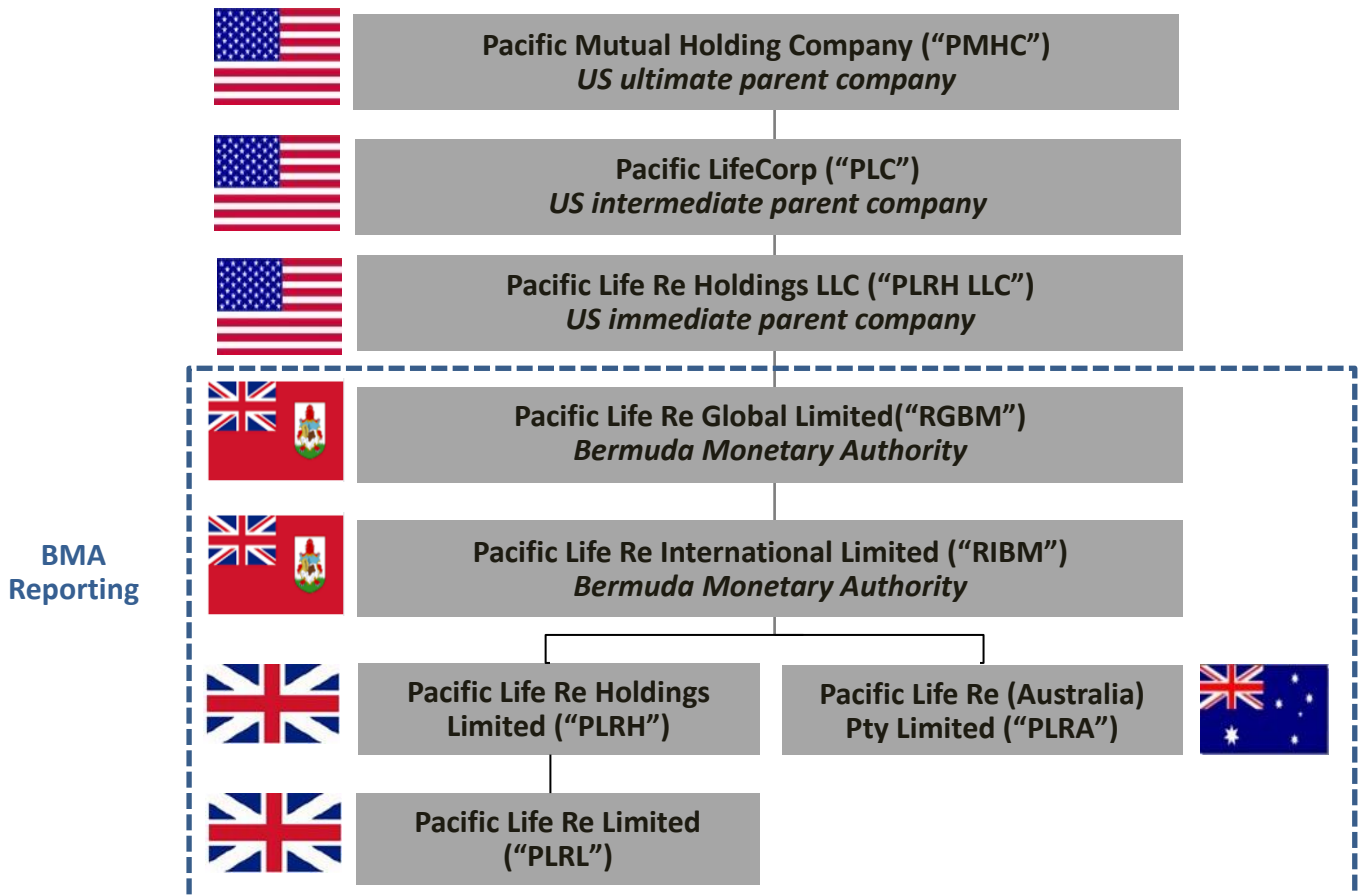 Pacific Mutual Holding Company (“PMHC”)
US ultimate parent company
Pacific LifeCorp (“PLC”)
US intermediate parent company
Pacific Life Re Holdings LLC (“PLRH LLC”)
US immediate parent company
Pacific Life Re Global Limited(“RGBM”)
Bermuda Monetary Authority
BMA
Reporting
Pacific Life Re International Limited (“RIBM”)
Bermuda Monetary Authority
Pacific Life Re Holdings
Limited (“PLRH”)
Pacific Life Re (Australia)
Pty Limited (“PLRA”)
Pacific Life Re Limited
(“PLRL”)